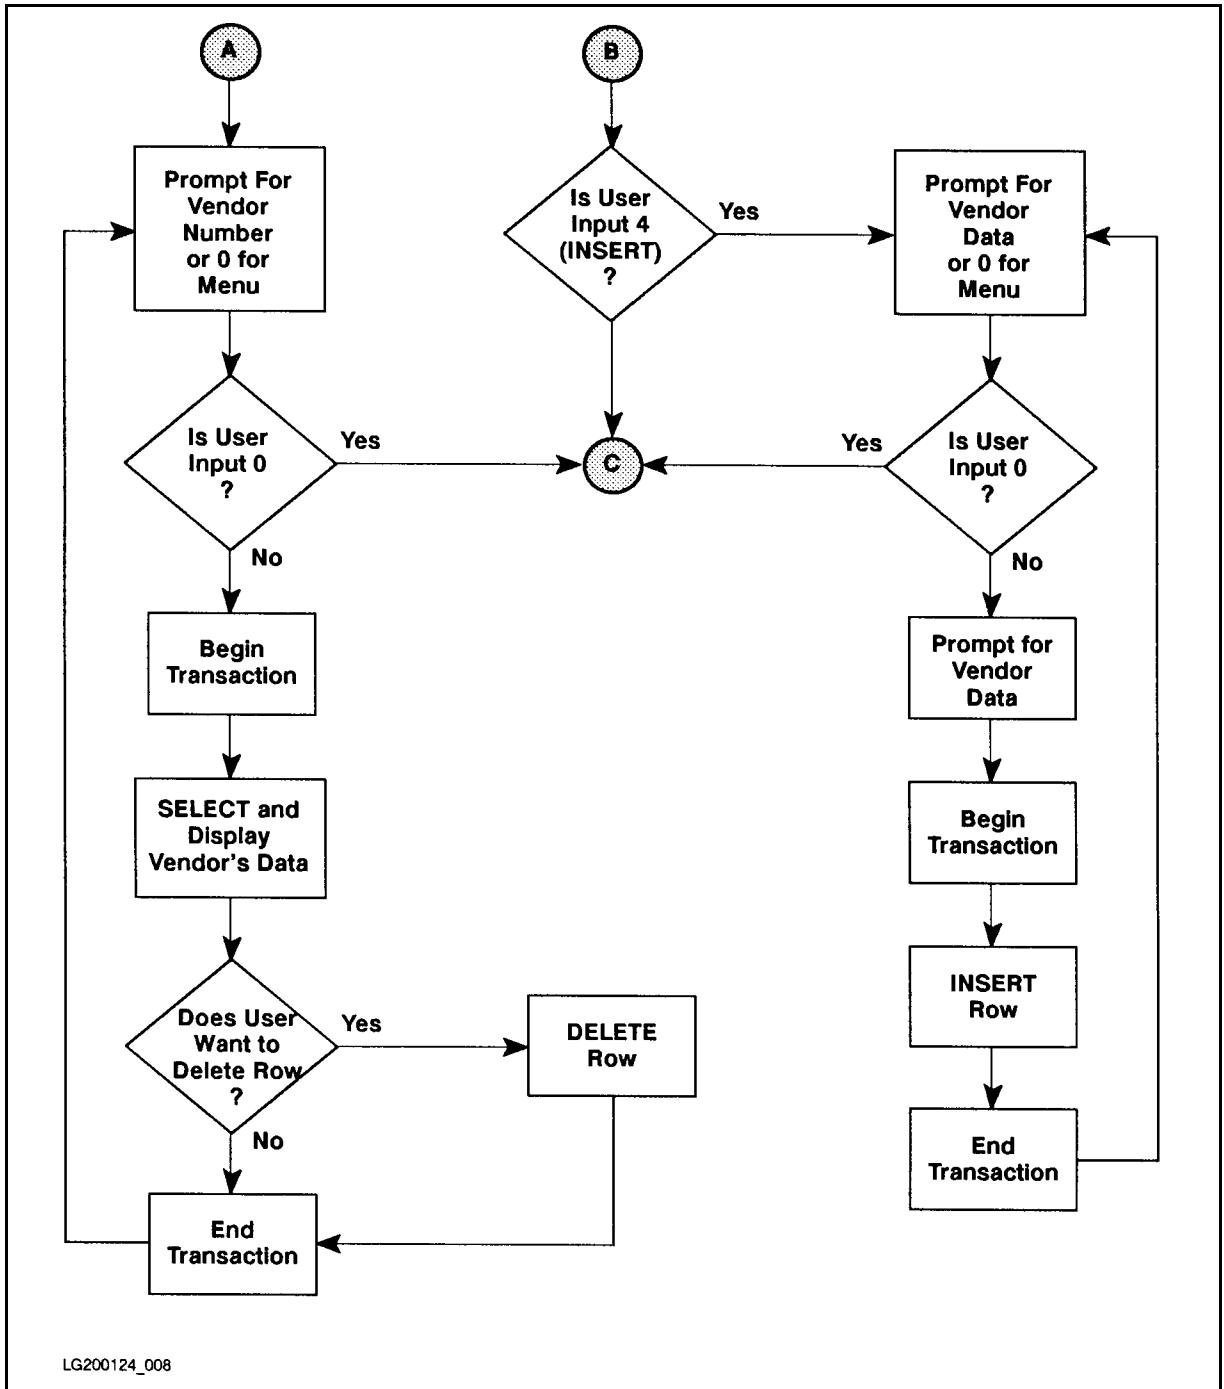 A
Prompt For
Vendor
Number
or 0 for
Menu
Is User
Input 0
?
Yes
No
Begin
Transaction
SELECT and
Display
Vendor's Data
Does User
Want to
Delete Row
?
Yes
No
DELETE
Row
End
Transaction
B
Is User
Input 4
(INSERT)
?
Yes
C
Prompt For
Vendor
Data
or 0 for
Menu
Is User
Input 0
?
Yes
No
Prompt for
Vendor
Data
Begin
Transaction
INSERT
Row
End
Transaction
LG200124_008